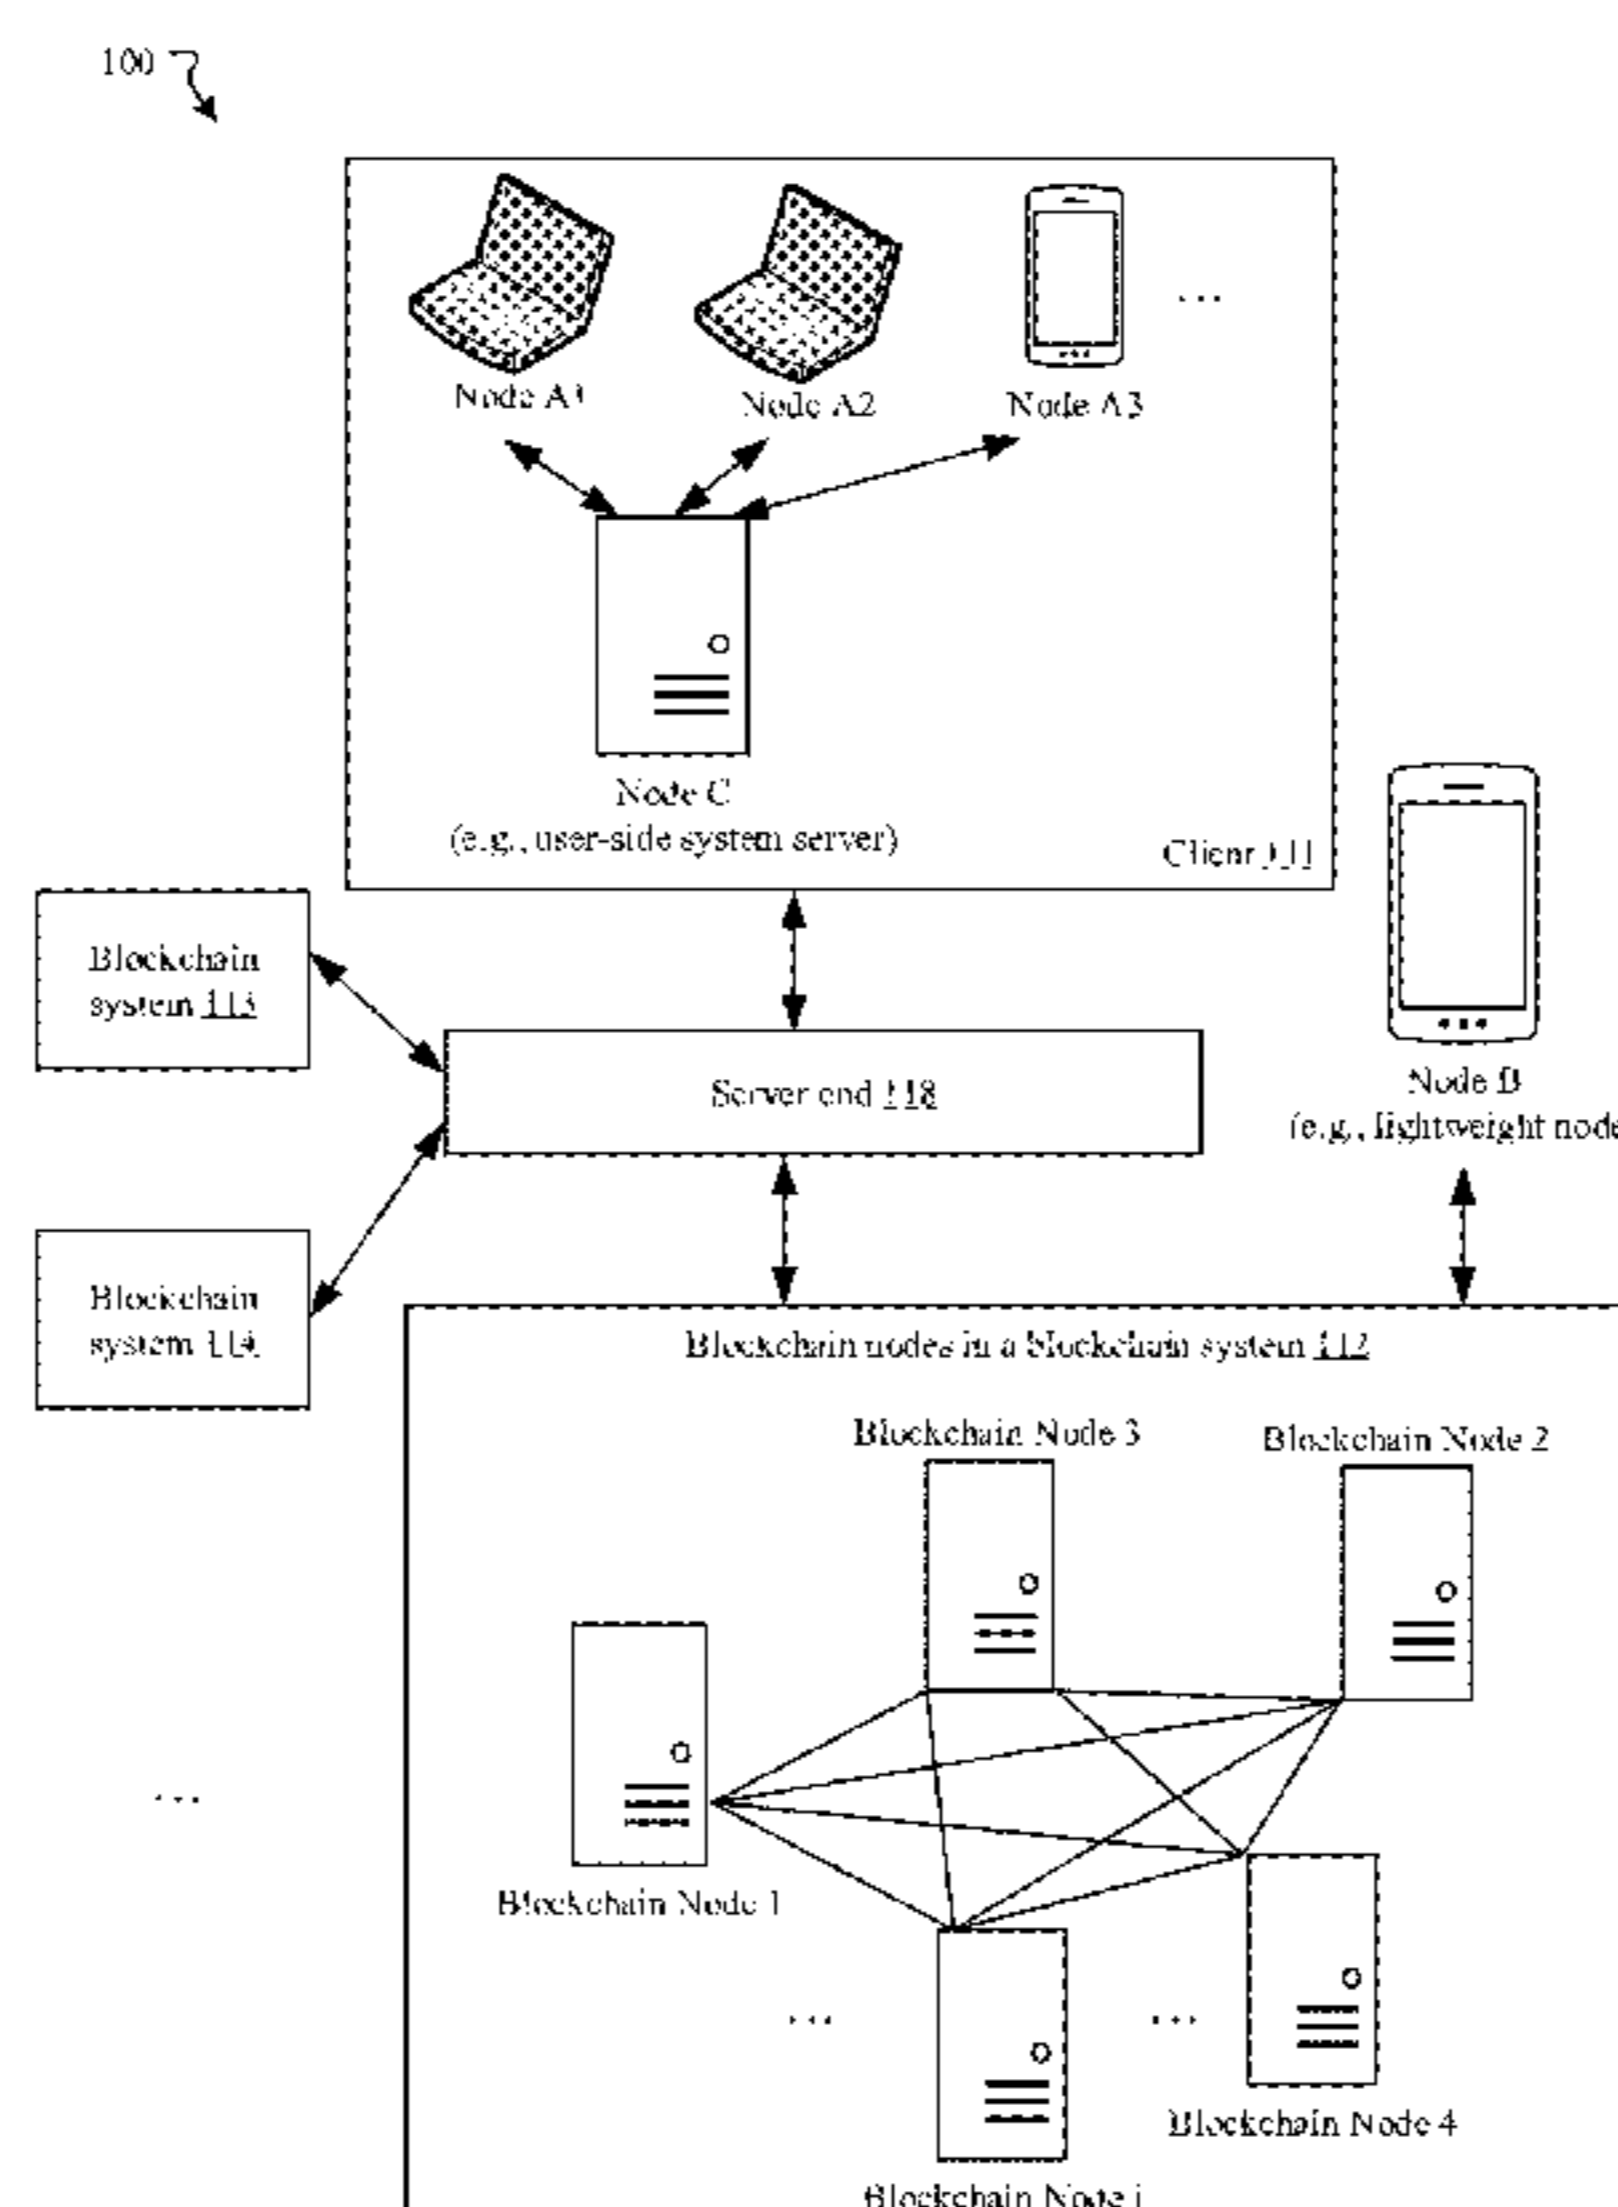 100
Node A1
Node A2
Node A3
...
Node C
(e.g., user-side system server)
Client 111
Blockchain
system 113
Server end 118
Node B
(e.g., lightweight node
Blockchain
system 114
Blockchain nodes in a blockchain system 112
Blockchain Node 3
Blockchain Node 2
...
Blockchain Node 1
...
...
Blockchain Node 4
Blockchain Node i